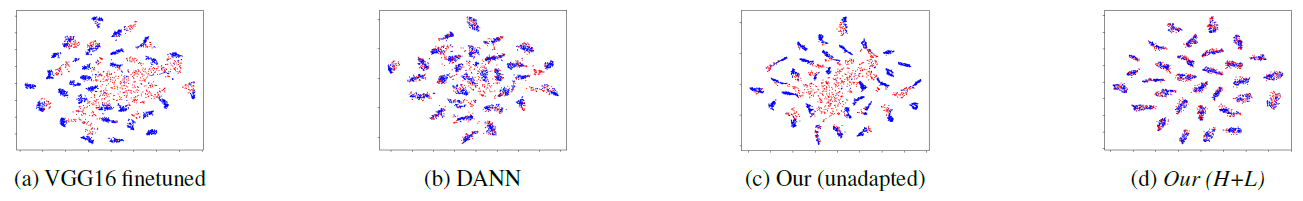 (a) VGG16 finetuned
(b) DANN
(c) Our (unadapted)
(d) Our (H+L)